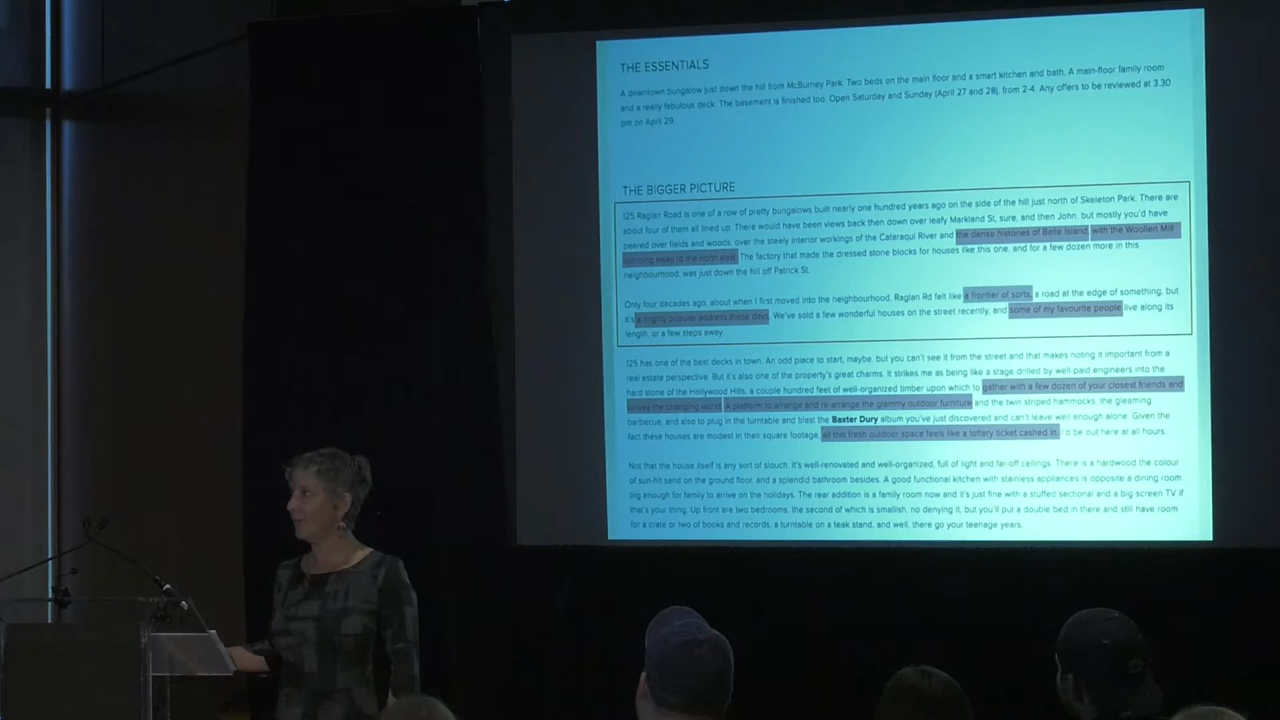 THE ESSENTIALS
A downtown bungalow just down the hill from McBurney Park. Two beds on the main floor and a smart kitchen and bath. A main-floor family room
and a really fabulous deck. The basement is finished too. Open Saturday and Sunday (April 27 and 28), from 2-4. Any offers to be reviewed at 3.30
pm on April 29.
THE BIGGER PICTURE
125 Raglan Road is one of a row of pretty bungalows built nearly one hundred years ago on the side of the hill just north of Skeleton Park. There are
about four of them all lined up. There would have been views back then down over leafy Markland St, sure, and then John, but mostly you'd have
peered over fields and woods, over the steely interior workings of the Cataraqui River and the dense histories of Belle Island, with the Woollen Mill
spinning away to the north east. The factory that made the dressed stone blocks for houses like this one, and for a few dozen more in this
neighbourhood, was just down the hill off Patrick St.
Only four decades ago, about when I first moved into the neighbourhood, Raglan Rd felt like a frontier of sorts, a road at the edge of something, but
it's a mighty popular address these days. We've sold a few wonderful houses on the street recently, and some of my favourite people live along its
length, or a few steps away.
125 has one of the best decks in town. An odd place to start, maybe, but you can't see it from the street and that makes noting it important from a
real estate perspective. But it's also one of the property's great charms. It strikes me as being like a stage drilled by well-paid engineers into the
hard stone of the Hollywood Hills, a couple hundred feet of well-organized timber upon which to gather with a few dozen of your closest friends and
survey the changing world. A platform to arrange and re-arrange the glammy outdoor furniture and the twin striped hammocks, the gleaming
barbecue, and also to plug in the turntable and blast the Baxter Dury album you've just discovered and can't leave well enough alone. Given the
fact these houses are modest in their square footage, all this fresh outdoor space feels like a lottery ticket cashed in. I'd be out here at all hours.
Not that the house itself is any sort of slouch. It's well-renovated and well-organized, full of light and far-off ceilings. There is a hardwood the colour
of sun-hit sand on the ground floor, and a splendid bathroom besides. A good functional kitchen with stainless appliances is opposite a dining room
big enough for family to arrive on the holidays. The rear addition is a family room now and it's just fine with a stuffed sectional and a big-screen TV if
that's your thing. Up front are two bedrooms, the second of which is smallish, no denying it, but you'll put a double bed in there and still have room
for a crate or two of books and records, a turntable on a teak stand, and well, there go your teenage years.